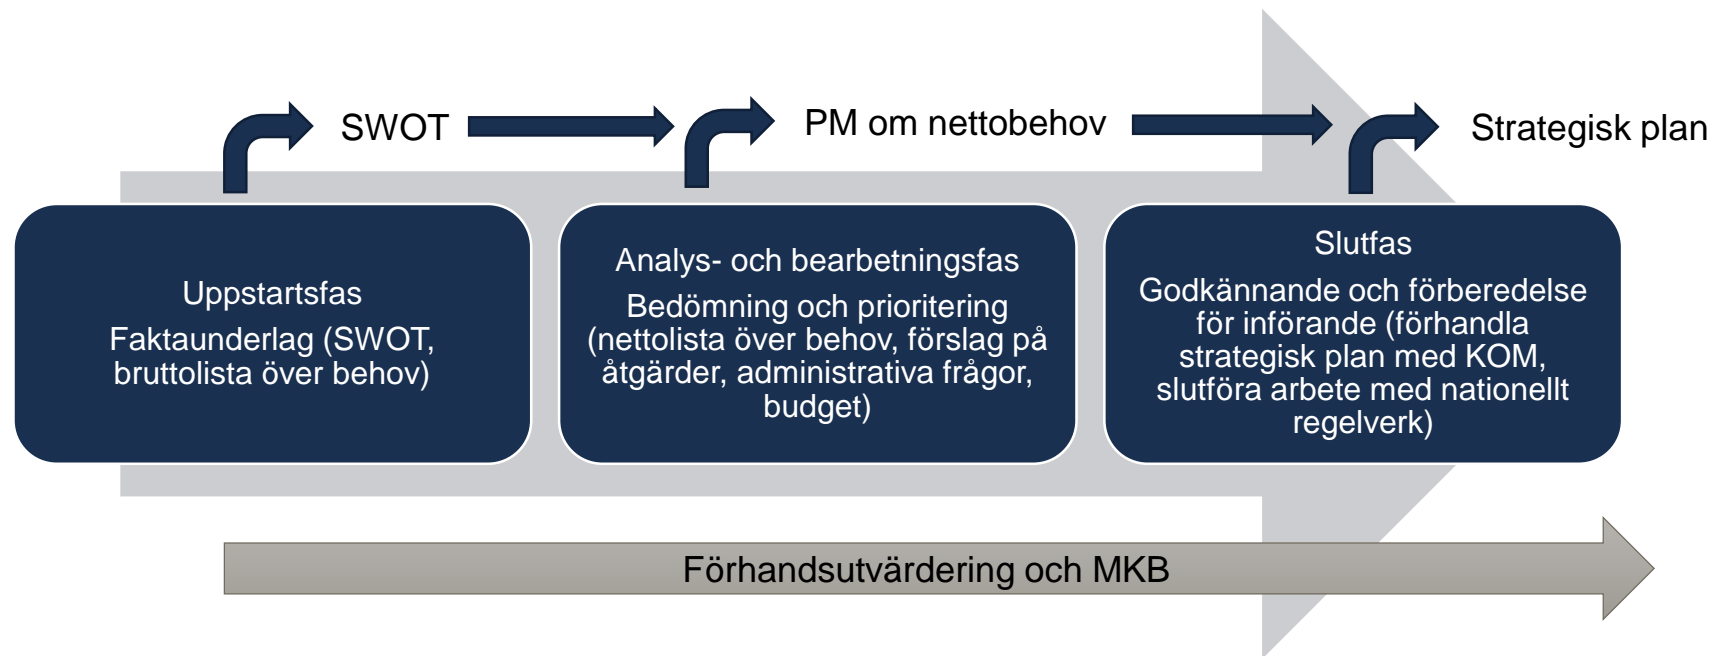 SWOT
PM om nettobehov
Strategisk plan
Uppstartsfas
Faktaunderlag (SWOT,
bruttolista över behov)
Analys- och bearbetningsfas
Bedömning och prioritering
(nettolista över behov, förslag på
åtgärder, administrativa frågor,
budget)
Slutfas
Godkännande och förberedelse
för införande (förhandla
strategisk plan med KOM,
slutföra arbete med nationellt
regelverk)
Förhandsutvärdering och MKB